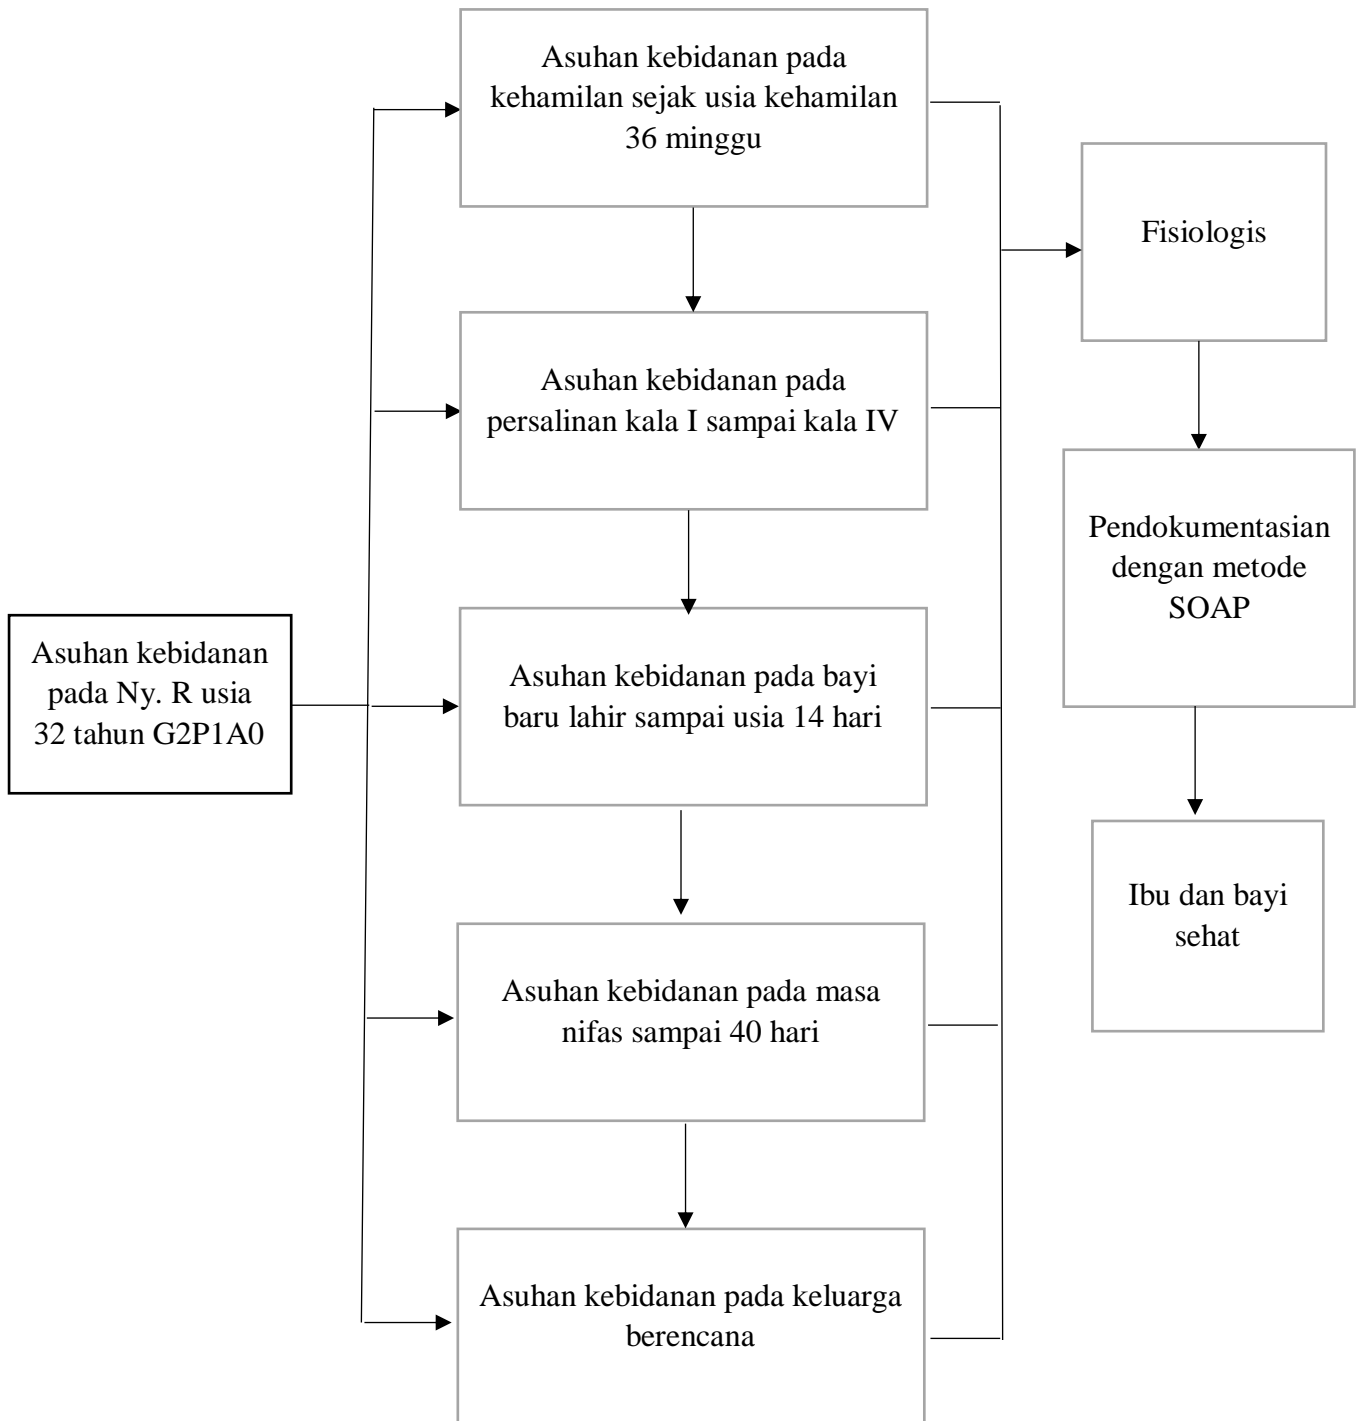 Asuhan kebidanan pada
kehamilan sejak usia kehamilan
36 minggu
Fisiologis
Asuhan kebidanan pada
persalinan kala I sampai kala IV
Pendokumentasian
dengan metode
SOAP
Asuhan kebidanan
pada Ny. R usia
32 tahun G2P1A0
Asuhan kebidanan pada bayi
baru lahir sampai usia 14 hari
Ibu dan bayi
sehat
Asuhan kebidanan pada masa
nifas sampai 40 hari
Asuhan kebidanan pada keluarga
berencana